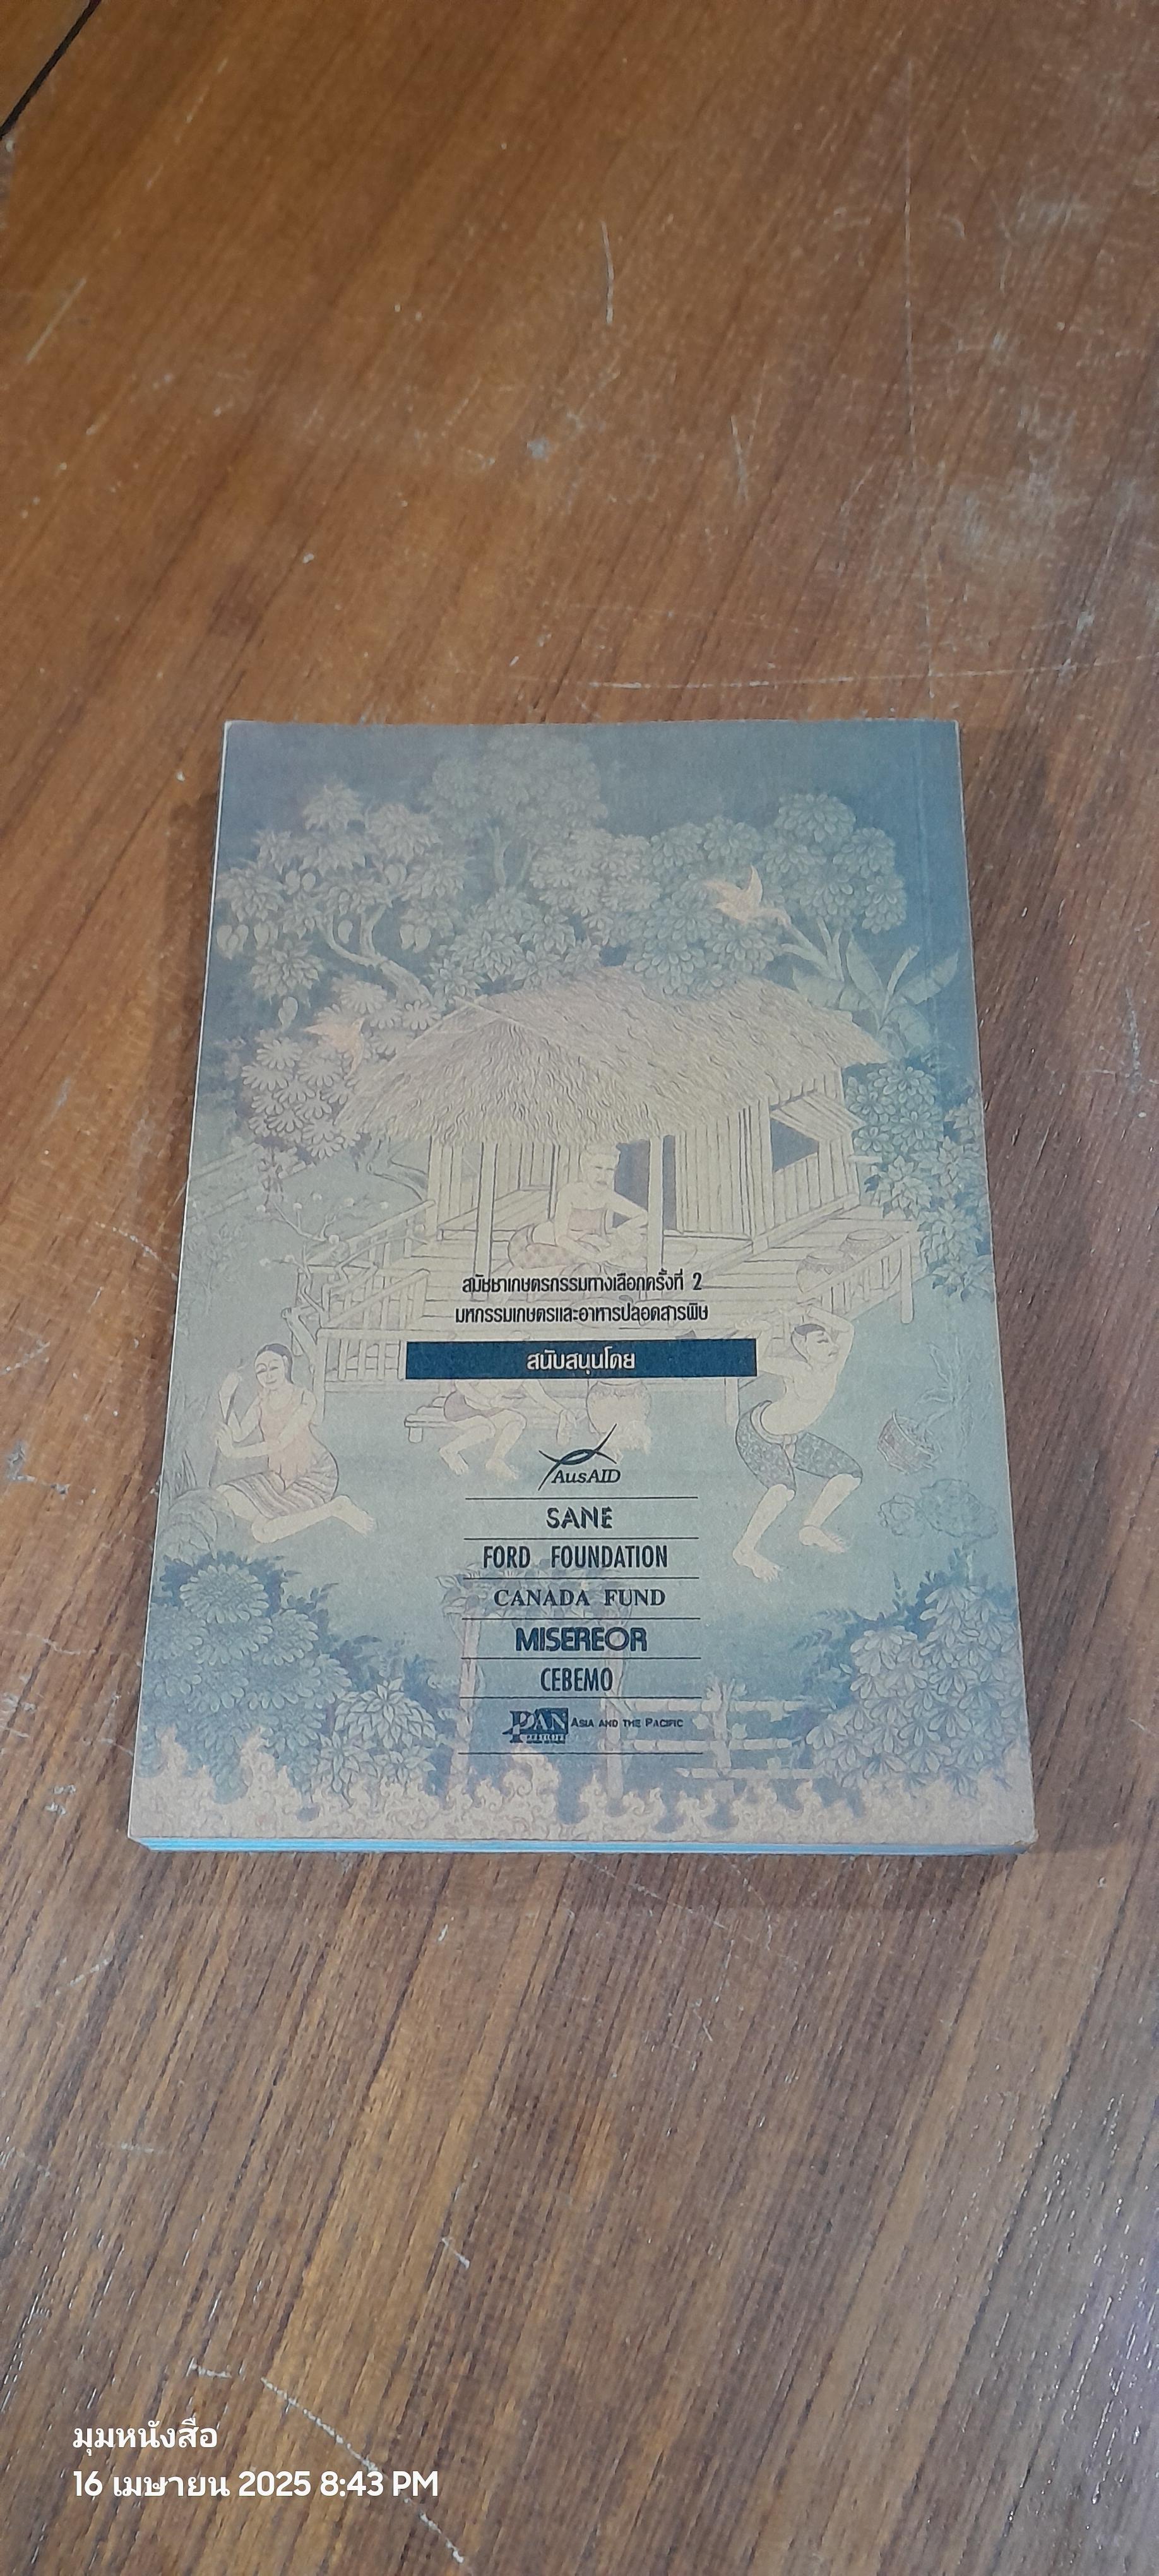 สมัชชาเกษตรกรรมทางเลือกครั้งที่ 2
มหกรรมเกษตรและอาหารปลอดสารพิษ
สนับสนุนโดย
AusAID
SANE
FORD FOUNDATION
CANADA FUND
MISEREOR
CEBEMO
PAN ASIA AND THE PACIFIC
มุมหนังสือ
16 เมษายน 2025 8:43 PM